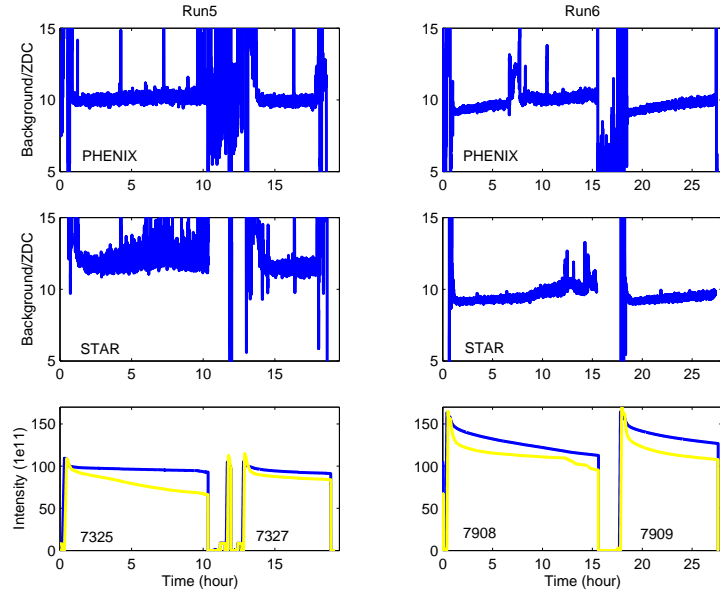 Run5
Run6
Background/ZDC
15
10
5
PHENIX
0 5 10 15
15
10
5
PHENIX
0 5 10 15 20 25
Background/ZDC
15
10
5
STAR
0 5 10 15
15
10
5
STAR
0 5 10 15 20 25
Intensity (1e11)
150
100
50
0
7325
7327
0 5 10 15
Time (hour)
150
100
50
0
7908
7909
0 5 10 15 20 25
Time (hour)